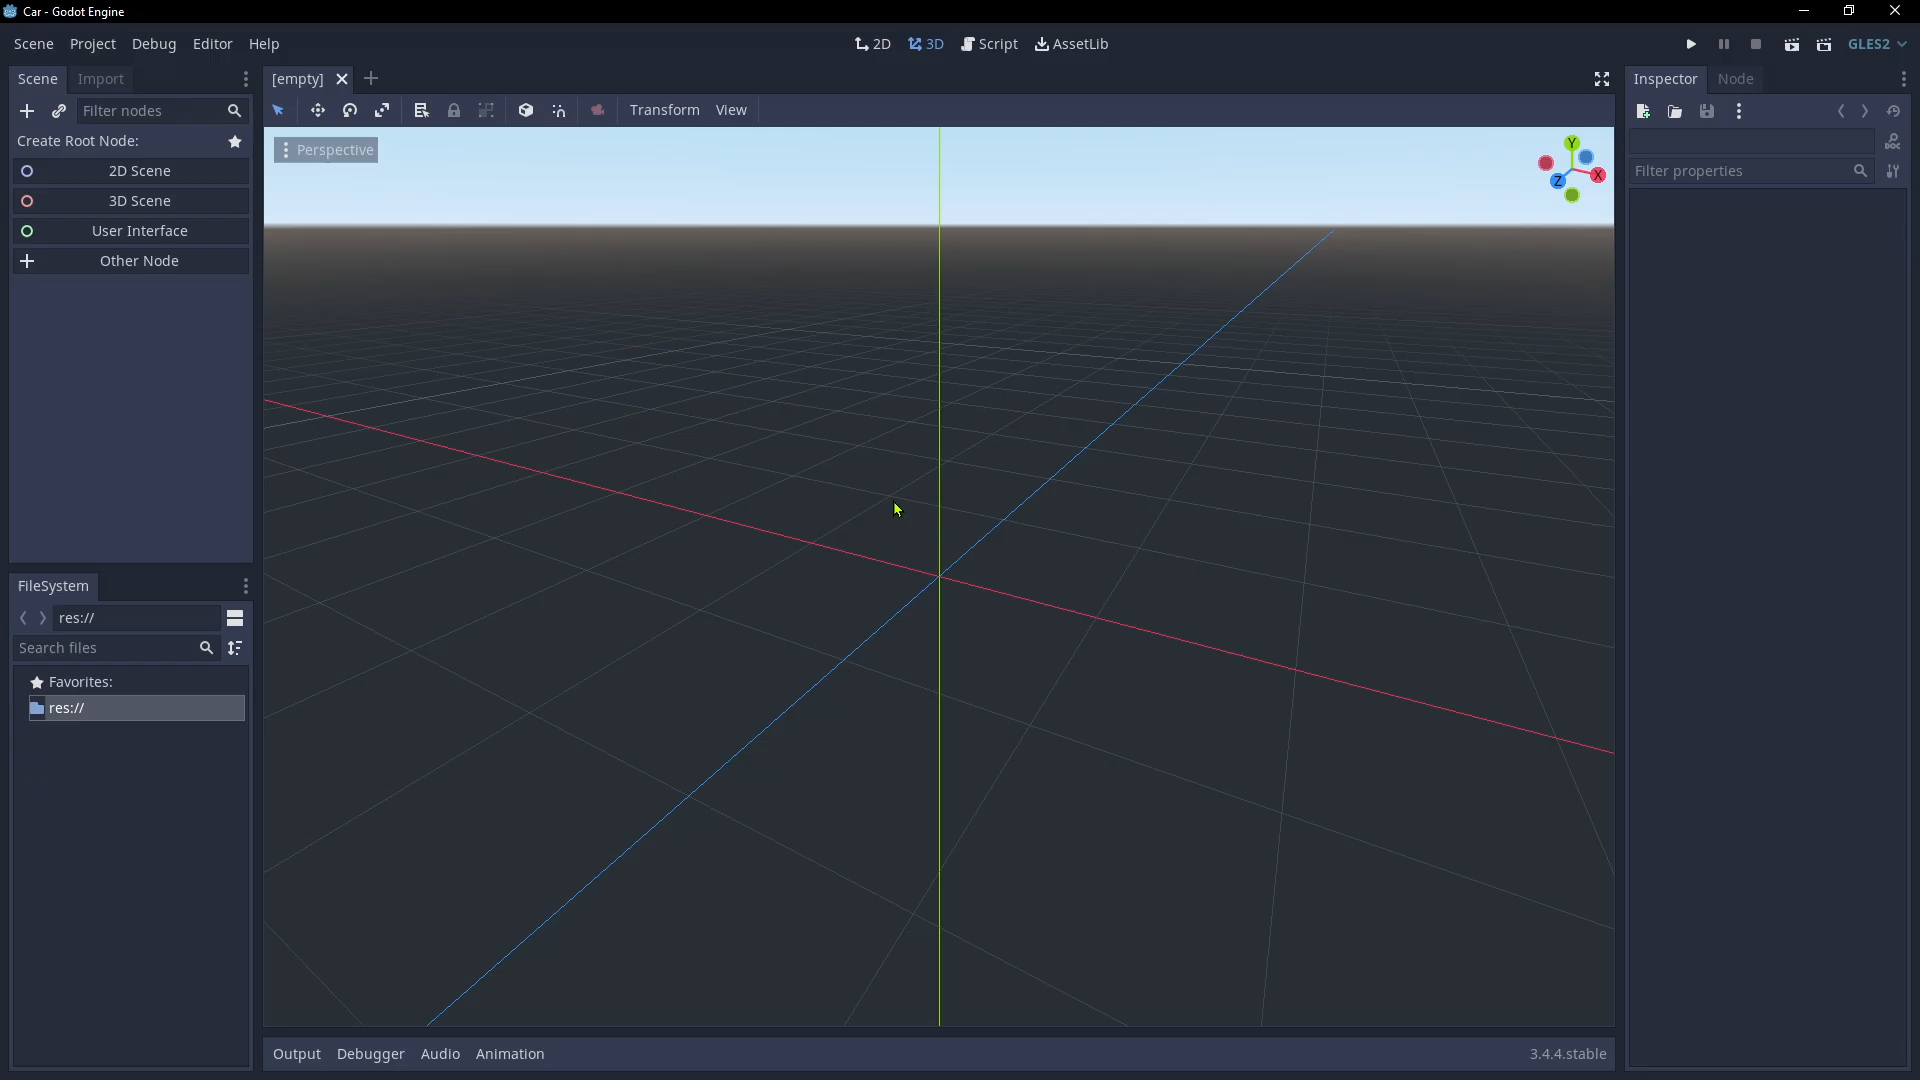 Car - Godot Engine
Scene Project Debug Editor Help
2D 3D Script AssetLib
GLES2
Scene Import
[empty]
Inspector Node
Filter nodes
Transform View
Create Root Node:
Perspective
2D Scene
3D Scene
User Interface
Other Node
Filter properties
Y
X
Z
DOC
FileSystem
res://
Search files
Favorites:
res://
Output Debugger Audio Animation
3.4.4.stable